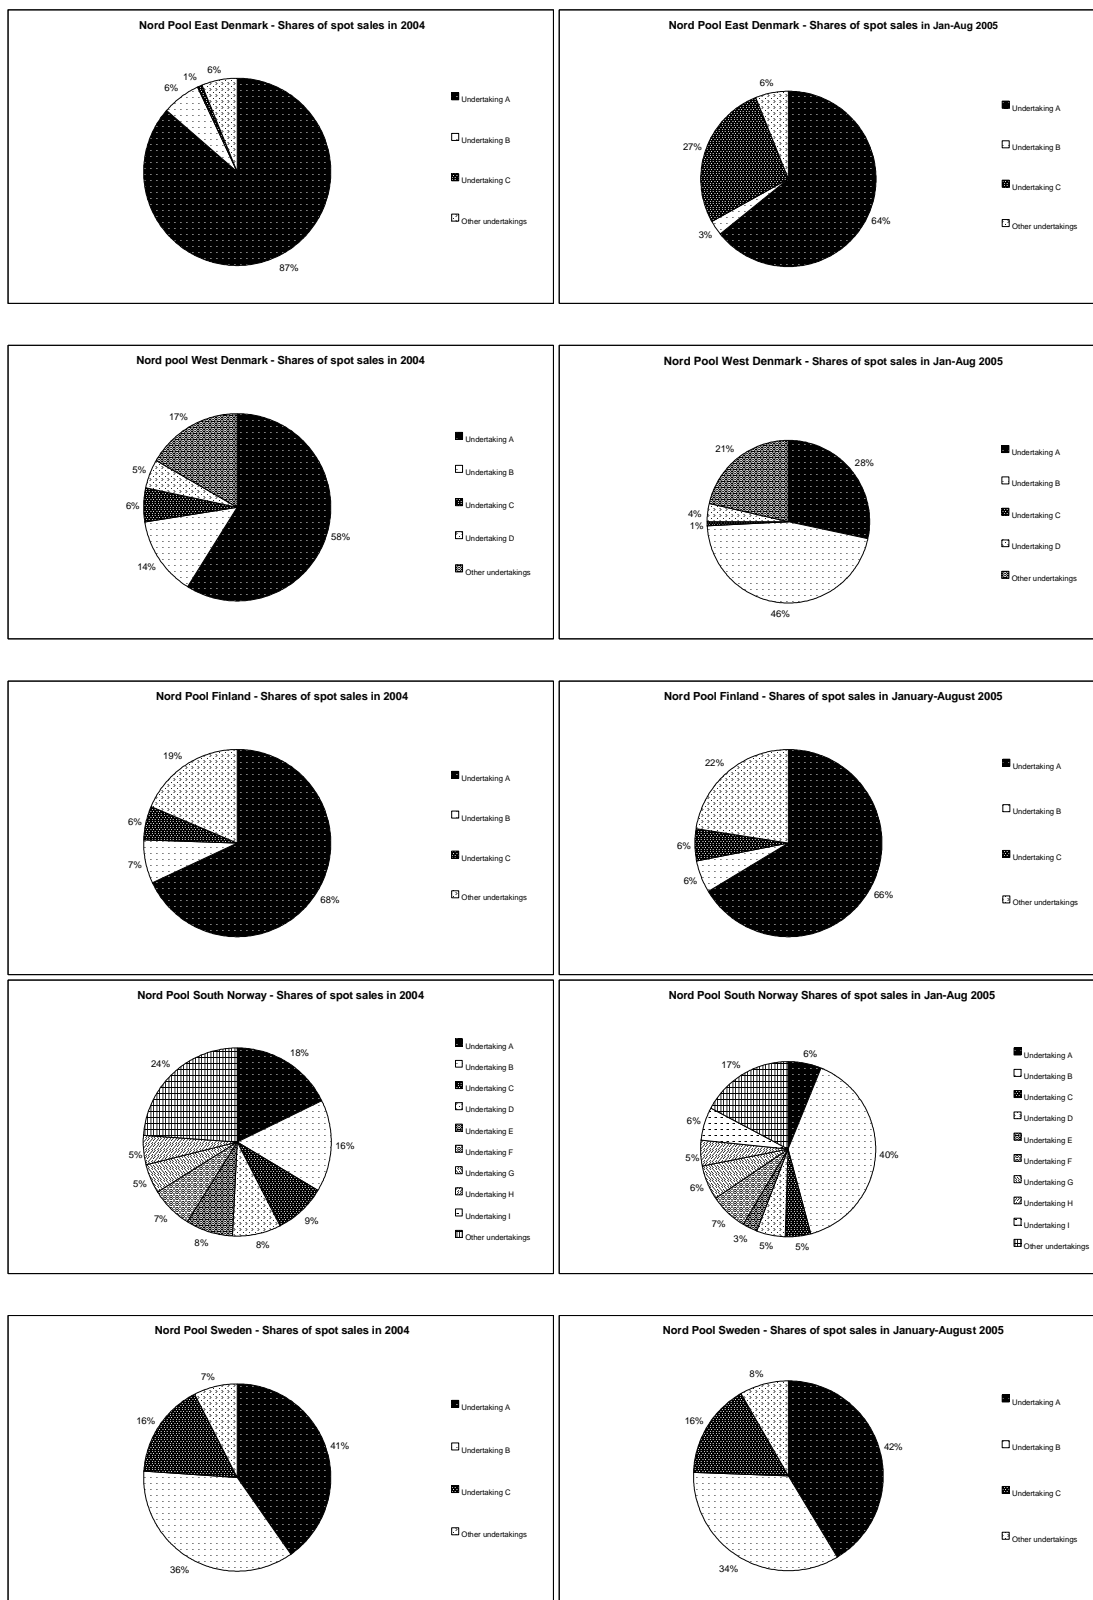 Nord Pool East Denmark - Shares of spot sales in 2004
87%
6%
1%
6%
Undertaking A
Undertaking B
Undertaking C
Other undertakings
Nord Pool East Denmark - Shares of spot sales in Jan-Aug 2005
64%
3%
27%
6%
Undertaking A
Undertaking B
Undertaking C
Other undertakings
Nord pool West Denmark - Shares of spot sales in 2004
58%
14%
6%
5%
17%
Undertaking A
Undertaking B
Undertaking C
Undertaking D
Other undertakings
Nord Pool West Denmark - Shares of spot sales in Jan-Aug 2005
28%
46%
1%
4%
21%
Undertaking A
Undertaking B
Undertaking C
Undertaking D
Other undertakings
Nord Pool Finland - Shares of spot sales in 2004
68%
7%
6%
19%
Undertaking A
Undertaking B
Undertaking C
Other undertakings
Nord Pool Finland - Shares of spot sales in January-August 2005
66%
6%
6%
22%
Undertaking A
Undertaking B
Undertaking C
Other undertakings
Nord Pool South Norway - Shares of spot sales in 2004
18%
16%
9%
8%
8%
7%
5%
5%
24%
Undertaking A
Undertaking B
Undertaking C
Undertaking D
Undertaking E
Undertaking F
Undertaking G
Undertaking H
Undertaking I
Other undertakings
Nord Pool South Norway Shares of spot sales in Jan-Aug 2005
6%
40%
5%
5%
3%
7%
6%
5%
6%
17%
Undertaking A
Undertaking B
Undertaking C
Undertaking D
Undertaking E
Undertaking F
Undertaking G
Undertaking H
Undertaking I
Other undertakings
Nord Pool Sweden - Shares of spot sales in 2004
41%
36%
16%
7%
Undertaking A
Undertaking B
Undertaking C
Other undertakings
Nord Pool Sweden - Shares of spot sales in January-August 2005
42%
34%
16%
8%
Undertaking A
Undertaking B
Undertaking C
Other undertakings